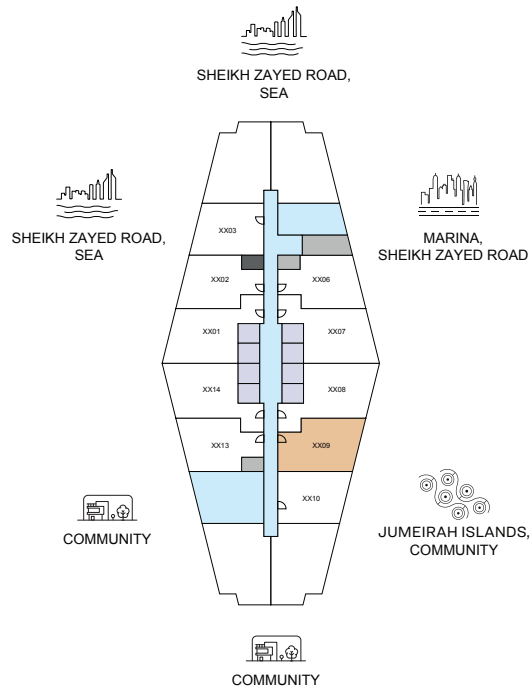 SHEIKH ZAYED ROAD,
SEA
SHEIKH ZAYED ROAD,
SEA
MARINA,
SHEIKH ZAYED ROAD
XX03
XX02
XX06
XX01
XX07
XX14
XX08
XX13
XX09
XX10
COMMUNITY
JUMEIRAH ISLANDS,
COMMUNITY
COMMUNITY